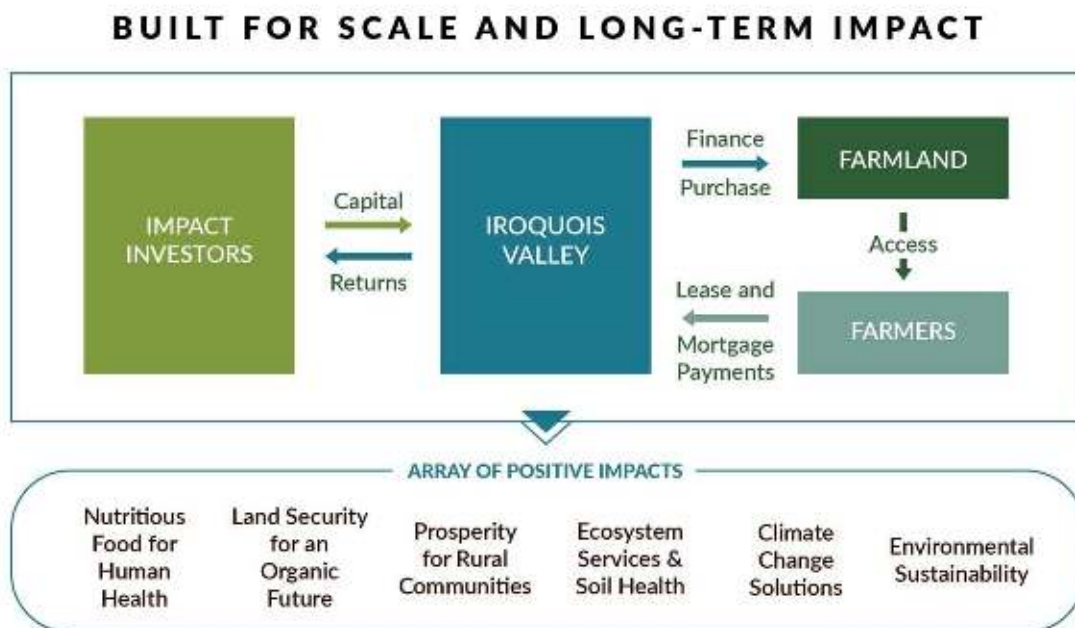 BUILT FOR SCALE AND LONG-TERM IMPACT
IMPACT
INVESTORS
Capital
Returns
IROQUOIS
VALLEY
Finance
Purchase
FARMLAND
Access
Lease and
Mortgage
Payments
FARMERS
ARRAY OF POSITIVE IMPACTS
Nutritious
Food for
Human
Health
Land Security
for an
Organic
Future
Prosperity
for Rural
Communities
Ecosystem
Services &
Soil Health
Climate
Change
Solutions
Environmental
Sustainability